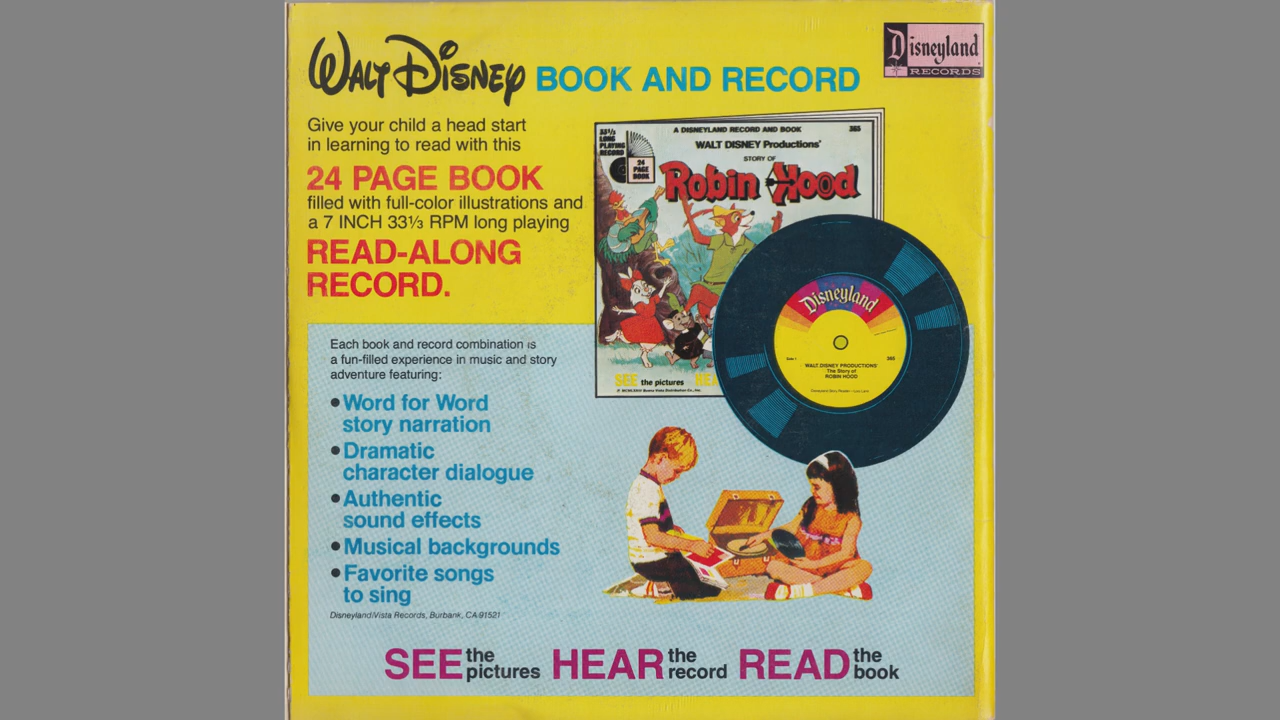 WALT DISNEY BOOK AND RECORD
Disneyland
RECORDS
Give your child a head start
in learning to read with this
24 PAGE BOOK
filled with full-color illustrations and
a 7 INCH 33⅓ RPM long playing
READ-ALONG
RECORD.
33⅓
LONG
PLAYING
RECORD
24
PAGE
BOOK
A DISNEYLAND RECORD AND BOOK 365
WALT DISNEY Productions'
STORY OF
Robin Hood
SEE the pictures HEA
Disneyland
Side 1 365
WALT DISNEY PRODUCTIONS'
The Story of
ROBIN HOOD
Each book and record combination is
a fun-filled experience in music and story
adventure featuring:
• Word for Word
story narration
• Dramatic
character dialogue
• Authentic
sound effects
• Musical backgrounds
• Favorite songs
to sing
Disneyland/Vista Records, Burbank, CA 91521
SEE the pictures HEAR the record READ the book